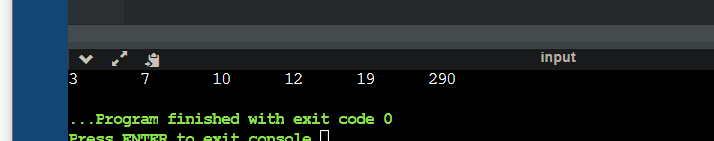 input
3 7 10 12 19 290
...Program finished with exit code 0
Press ENTER to exit console.